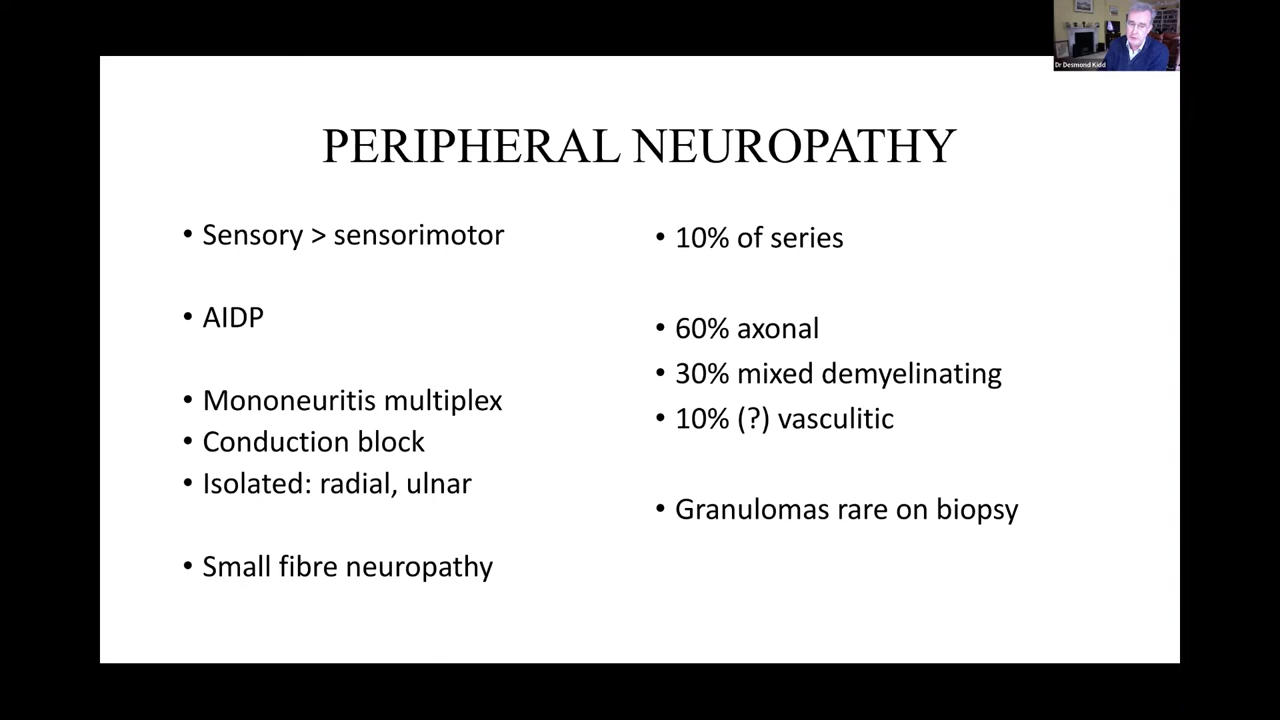 Dr Desmond Kidd
PERIPHERAL NEUROPATHY
• Sensory > sensorimotor
• AIDP
• Mononeuritis multiplex
• Conduction block
• Isolated: radial, ulnar
• Small fibre neuropathy
• 10% of series
• 60% axonal
• 30% mixed demyelinating
• 10% (?) vasculitic
• Granulomas rare on biopsy